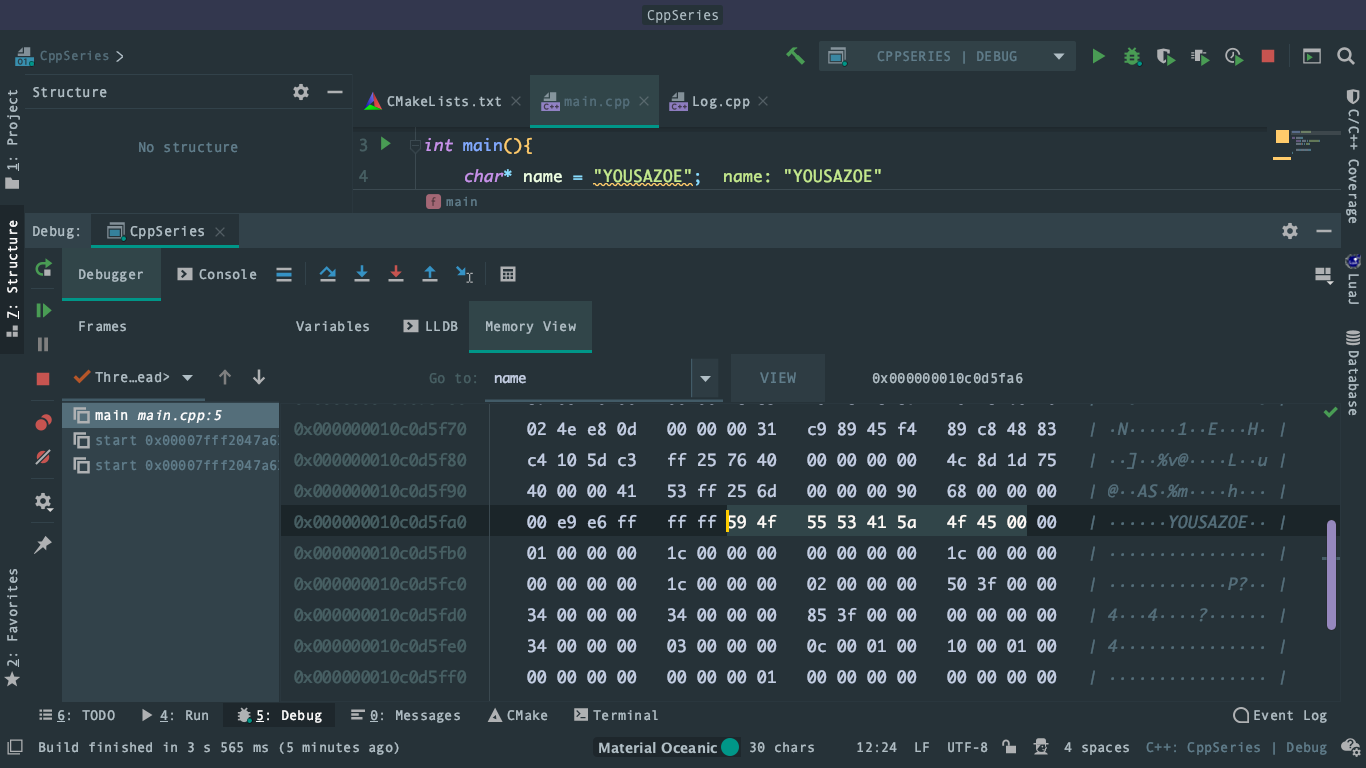 CppSeries
CppSeries
CPPSERIES | DEBUG
Structure
No structure
CMakeLists.txt
main.cpp
Log.cpp
3 int main(){
4 char* name = "YOUSAZOE"; name: "YOUSAZOE"
f main
1: Project
Z: Structure
2: Favorites
C/C++ Coverage
LuaJ
Database
Debug: CppSeries
Debugger Console
Frames
Variables LLDB Memory View
Thre…ead>
Go to: name VIEW 0x000000010c0d5fa6
main main.cpp:5
start 0x00007fff2047a6
start 0x00007fff2047a6
0x000000010c0d5f70 02 4e e8 0d 00 00 00 31 c9 89 45 f4 89 c8 48 83 | ·N·····1··E···H· |
0x000000010c0d5f80 c4 10 5d c3 ff 25 76 40 00 00 00 00 4c 8d 1d 75 | ··]··%v@····L··u |
0x000000010c0d5f90 40 00 00 41 53 ff 25 6d 00 00 00 90 68 00 00 00 | @··AS·%m····h··· |
0x000000010c0d5fa0 00 e9 e6 ff ff ff 59 4f 55 53 41 5a 4f 45 00 00 | ······YOUSAZOE·· |
0x000000010c0d5fb0 01 00 00 00 1c 00 00 00 00 00 00 00 1c 00 00 00 | ················ |
0x000000010c0d5fc0 00 00 00 00 1c 00 00 00 02 00 00 00 50 3f 00 00 | ············P?·· |
0x000000010c0d5fd0 34 00 00 00 34 00 00 00 85 3f 00 00 00 00 00 00 | 4···4····?······ |
0x000000010c0d5fe0 34 00 00 00 03 00 00 00 0c 00 01 00 10 00 01 00 | 4··············· |
0x000000010c0d5ff0 00 00 00 00 00 00 00 01 00 00 00 00 00 00 00 00 | ················ |
6: TODO 4: Run 5: Debug 0: Messages CMake Terminal Event Log
Build finished in 3 s 565 ms (5 minutes ago) Material Oceanic 30 chars 12:24 LF UTF-8 4 spaces C++: CppSeries | Debug